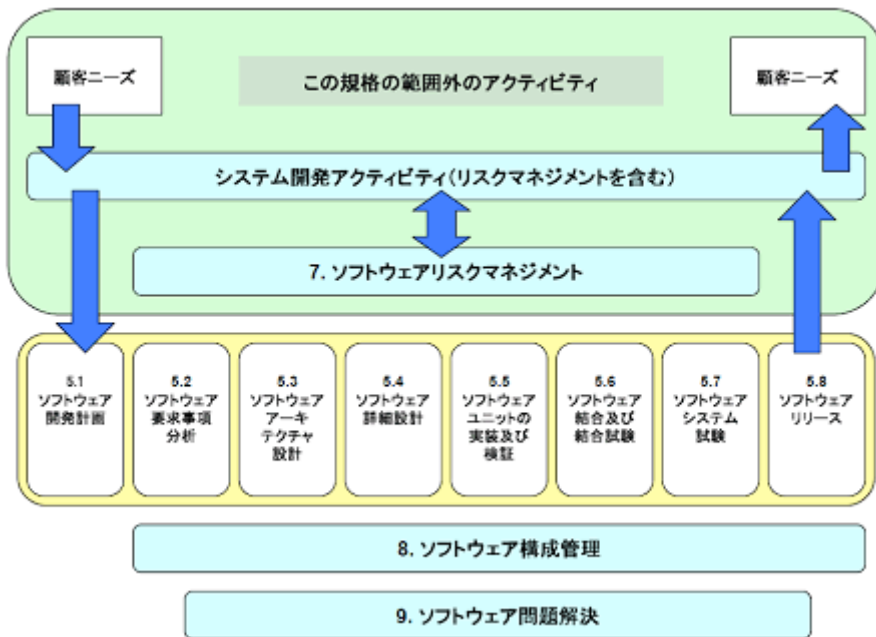 顧客ニーズ
この規格の範囲外のアクティビティ
顧客ニーズ
システム開発アクティビティ(リスクマネジメントを含む)
7. ソフトウェアリスクマネジメント
5.1
ソフトウェア
開発計画
5.2
ソフトウェア
要求事項
分析
5.3
ソフトウェア
アーキ
テクチャ
設計
5.4
ソフトウェア
詳細設計
5.5
ソフトウェア
ユニットの
実装及び
検証
5.6
ソフトウェア
結合及び
結合試験
5.7
ソフトウェア
システム
試験
5.8
ソフトウェア
リリース
8. ソフトウェア構成管理
9. ソフトウェア問題解決